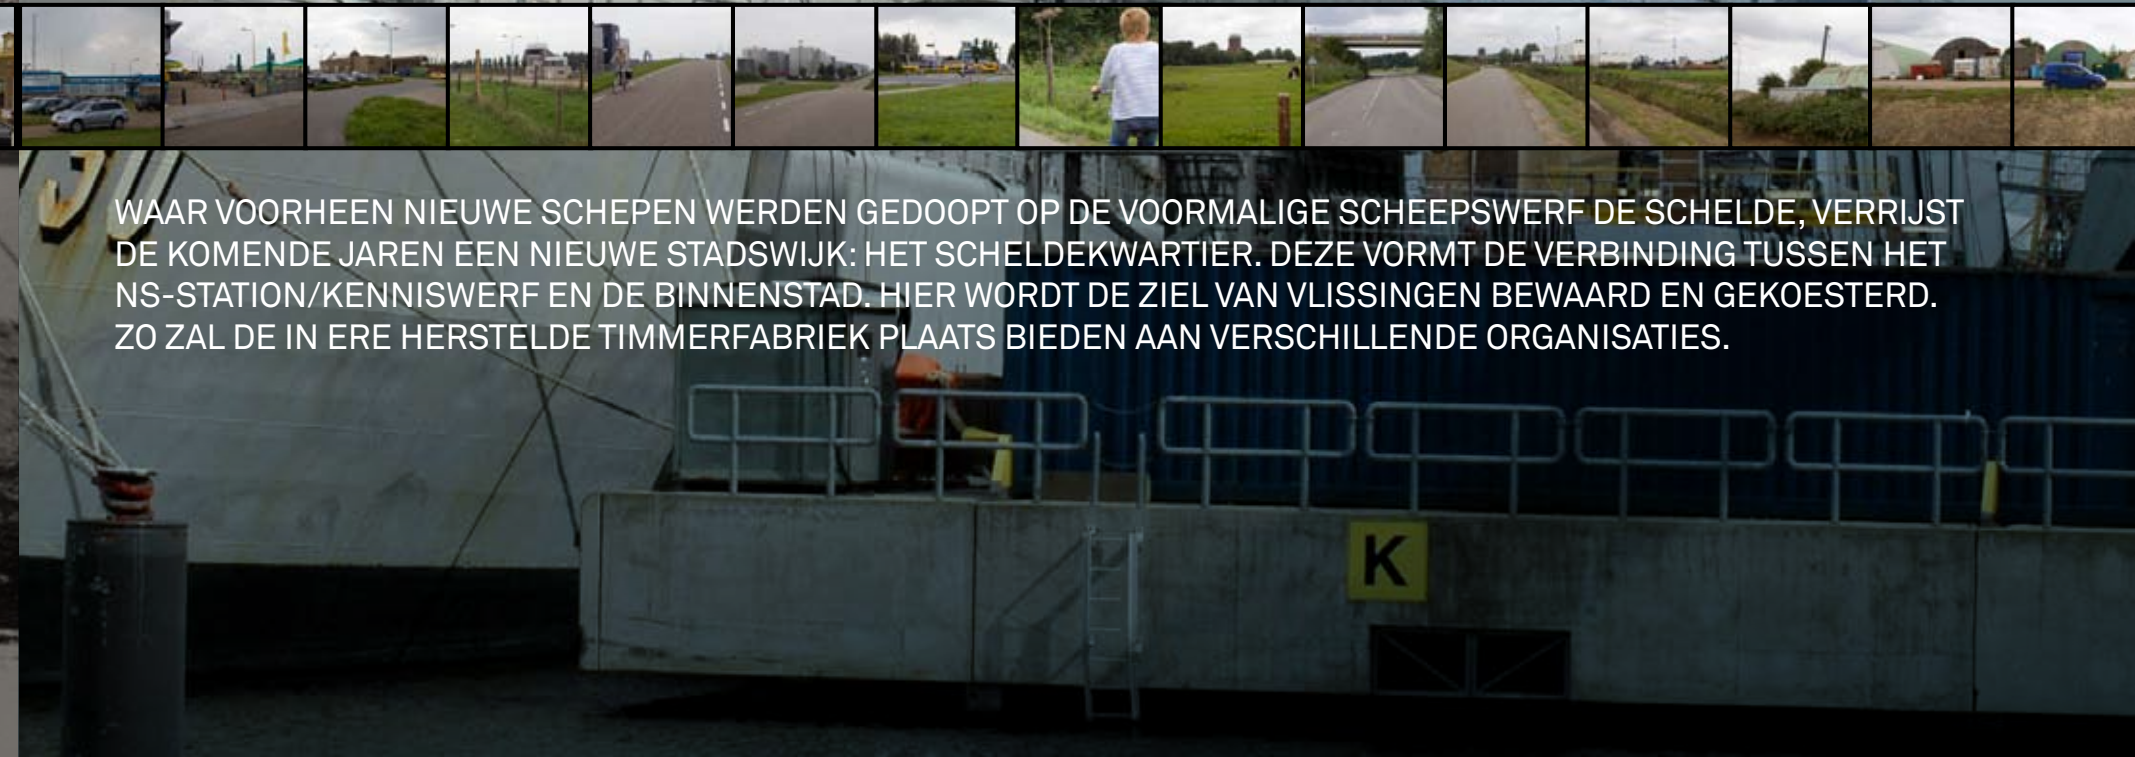 WAAR VOORHEEN NIEUWE SCHEPEN WERDEN GEDOOPT OP DE VOORMALIGE SCHEEPSWERF DE SCHELDE, VERRIJST
DE KOMENDE JAREN EEN NIEUWE STADSWIJK: HET SCHELDEKWARTIER. DEZE VORMT DE VERBINDING TUSSEN HET
NS-STATION/KENNISWERF EN DE BINNENSTAD. HIER WORDT DE ZIEL VAN VLISSINGEN BEWAARD EN GEKOESTERD.
ZO ZAL DE IN ERE HERSTELDE TIMMERFABRIEK PLAATS BIEDEN AAN VERSCHILLENDE ORGANISATIES.
K